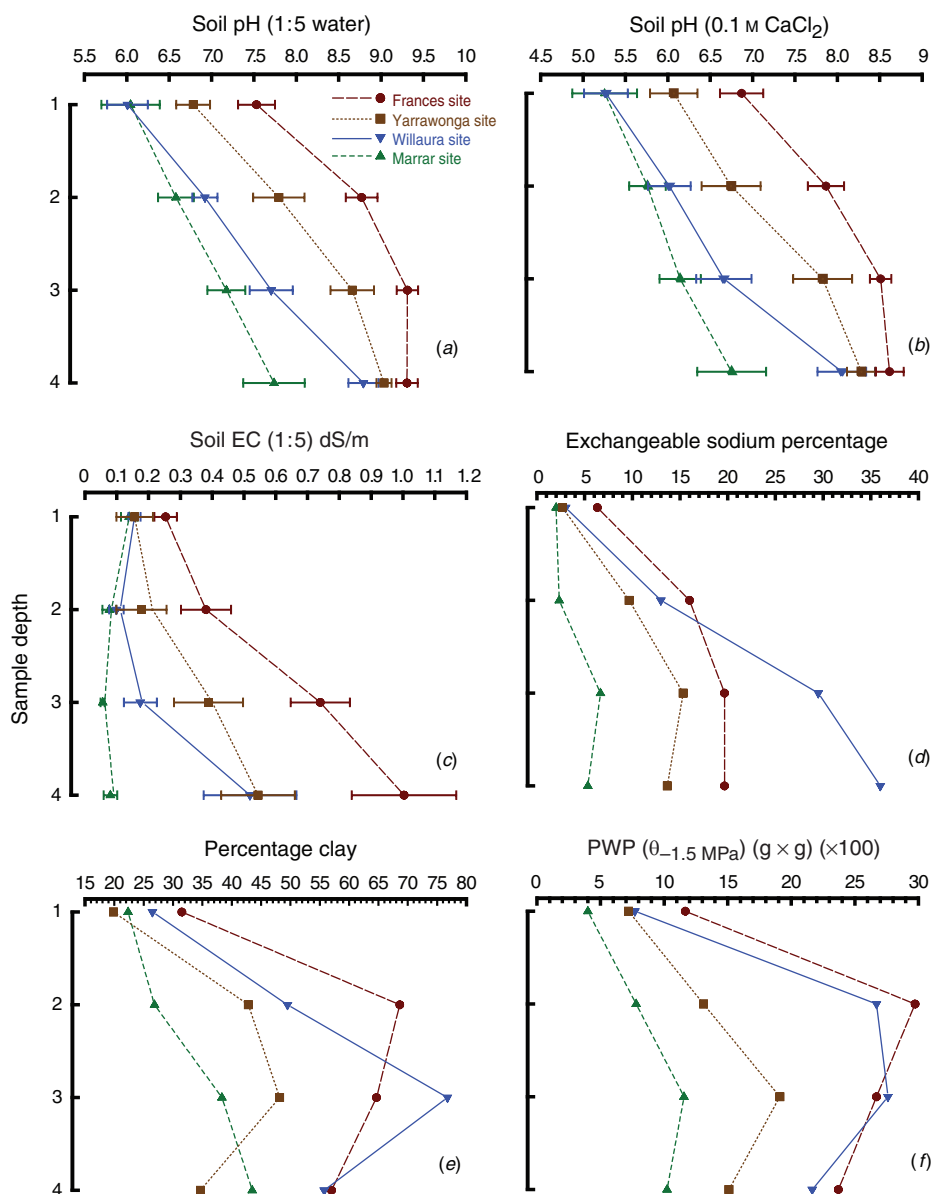 Soil pH (1:5 water)
5.5 6.0 6.5 7.0 7.5 8.0 8.5 9.0 9.5 10
1
2
3
4
Frances site
Yarrawonga site
Willaura site
Marrar site
(a)
Soil pH (0.1 M CaCl2)
4.5 5 5.5 6 6.5 7 7.5 8 8.5 9
(b)
Soil EC (1:5) dS/m
0 0.1 0.2 0.3 0.4 0.5 0.6 0.7 0.8 0.9 1.0 1.1 1.2
1
2
3
4
Sample depth
(c)
Exchangeable sodium percentage
0 5 10 15 20 25 30 35 40
(d)
Percentage clay
15 20 25 30 35 40 45 50 55 60 65 70 75 80
1
2
3
4
(e)
PWP (θ–1.5 MPa) (g × g) (×100)
0 5 10 15 20 25 30
(f)